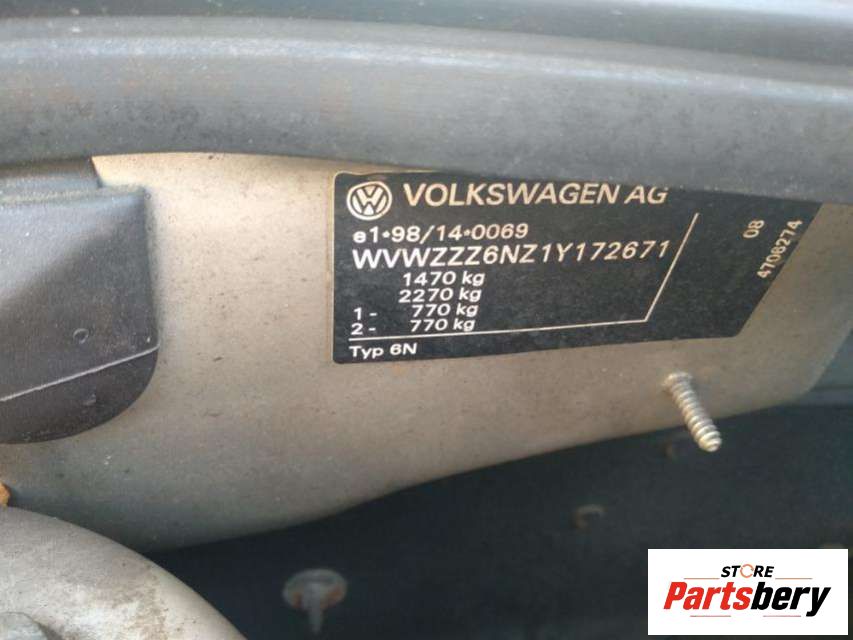 VOLKSWAGEN AG
e1*98/14*0069
WVWZZZ6NZ1Y172671
1470 kg
2270 kg
1- 770 kg
2- 770 kg
Typ 6N
08
4708274
STORE
Partsbery